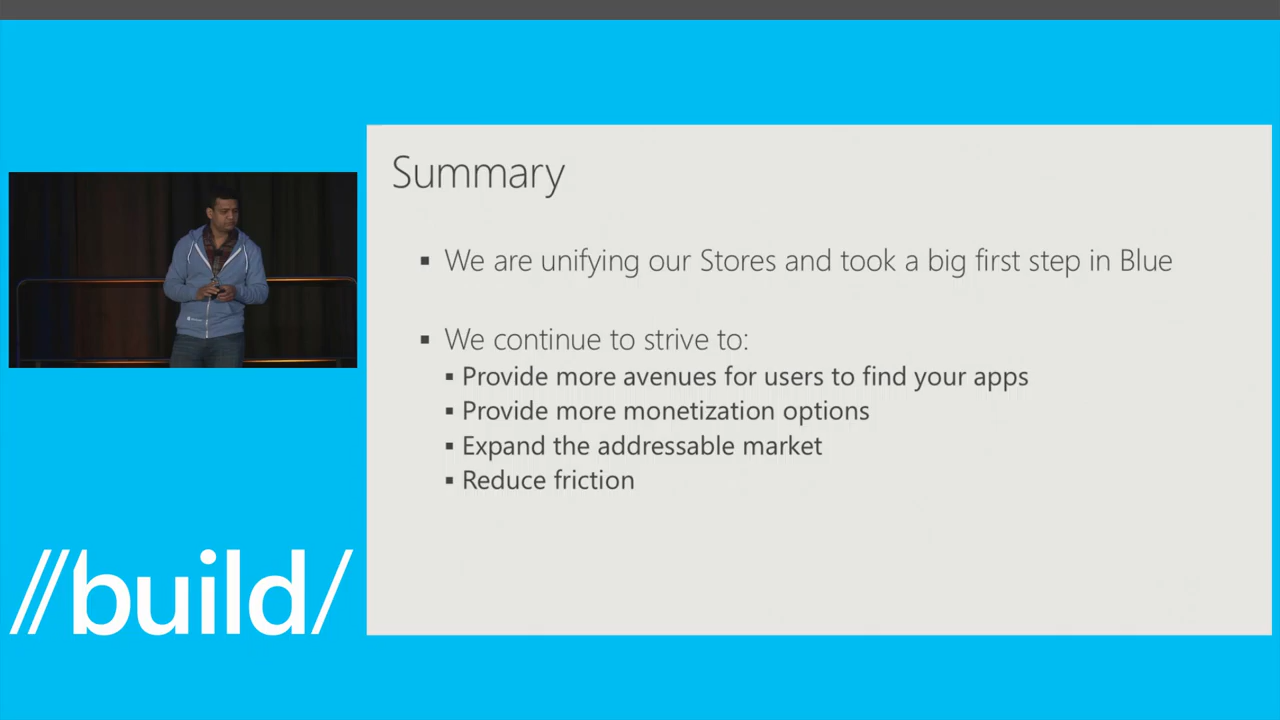 Summary
▪ We are unifying our Stores and took a big first step in Blue
▪ We continue to strive to:
▪ Provide more avenues for users to find your apps
▪ Provide more monetization options
▪ Expand the addressable market
▪ Reduce friction
//build/